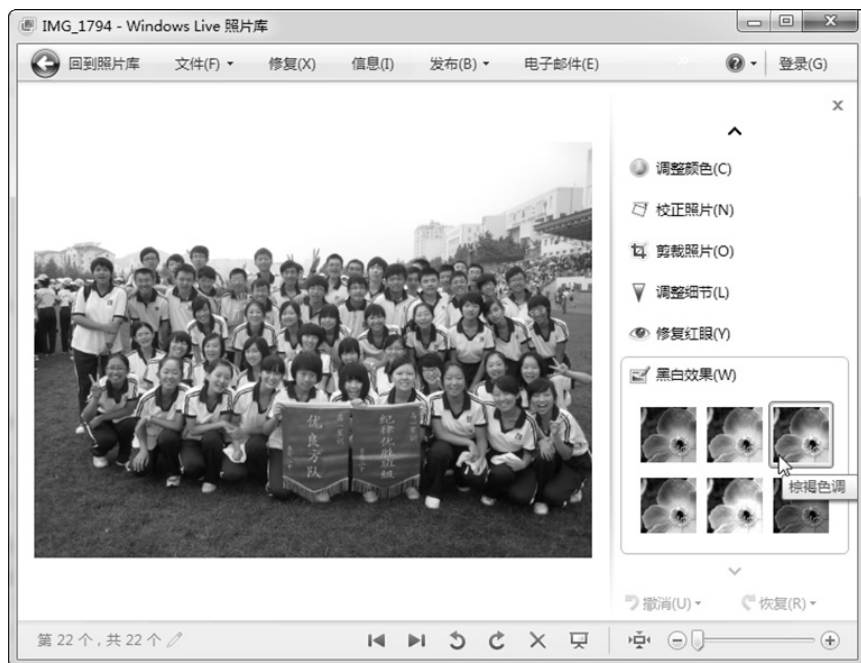 IMG_1794 - Windows Live 照片库
回到照片库 文件(F) 修复(X) 信息(I) 发布(B) 电子邮件(E) 登录(G)
调整颜色(C)
校正照片(N)
剪裁照片(O)
调整细节(L)
修复红眼(Y)
黑白效果(W)
棕褐色调
优良方队
纪律优胜班级
撤消(U) 恢复(R)
第 22 个，共 22 个